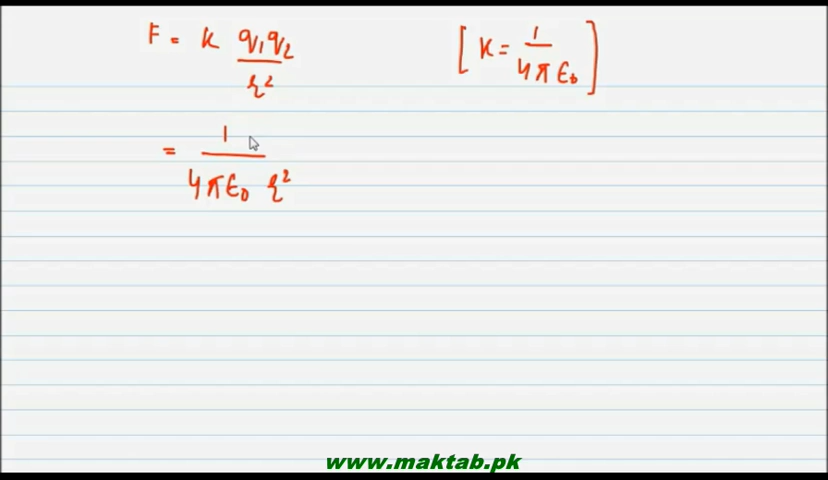 F = K q1q2 / r² [ K = 1 / 4πε0 ]
= 1 / 4πε0 r²
www.maktab.pk